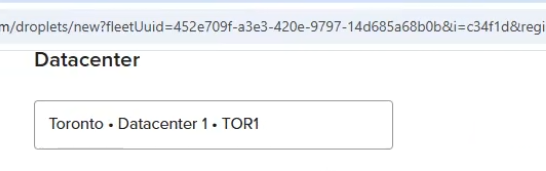 m/droplets/new?fleetUuid=452e709f-a3e3-420e-9797-14d685a68b0b&i=c34f1d&regi
Datacenter
Toronto • Datacenter 1 • TOR1